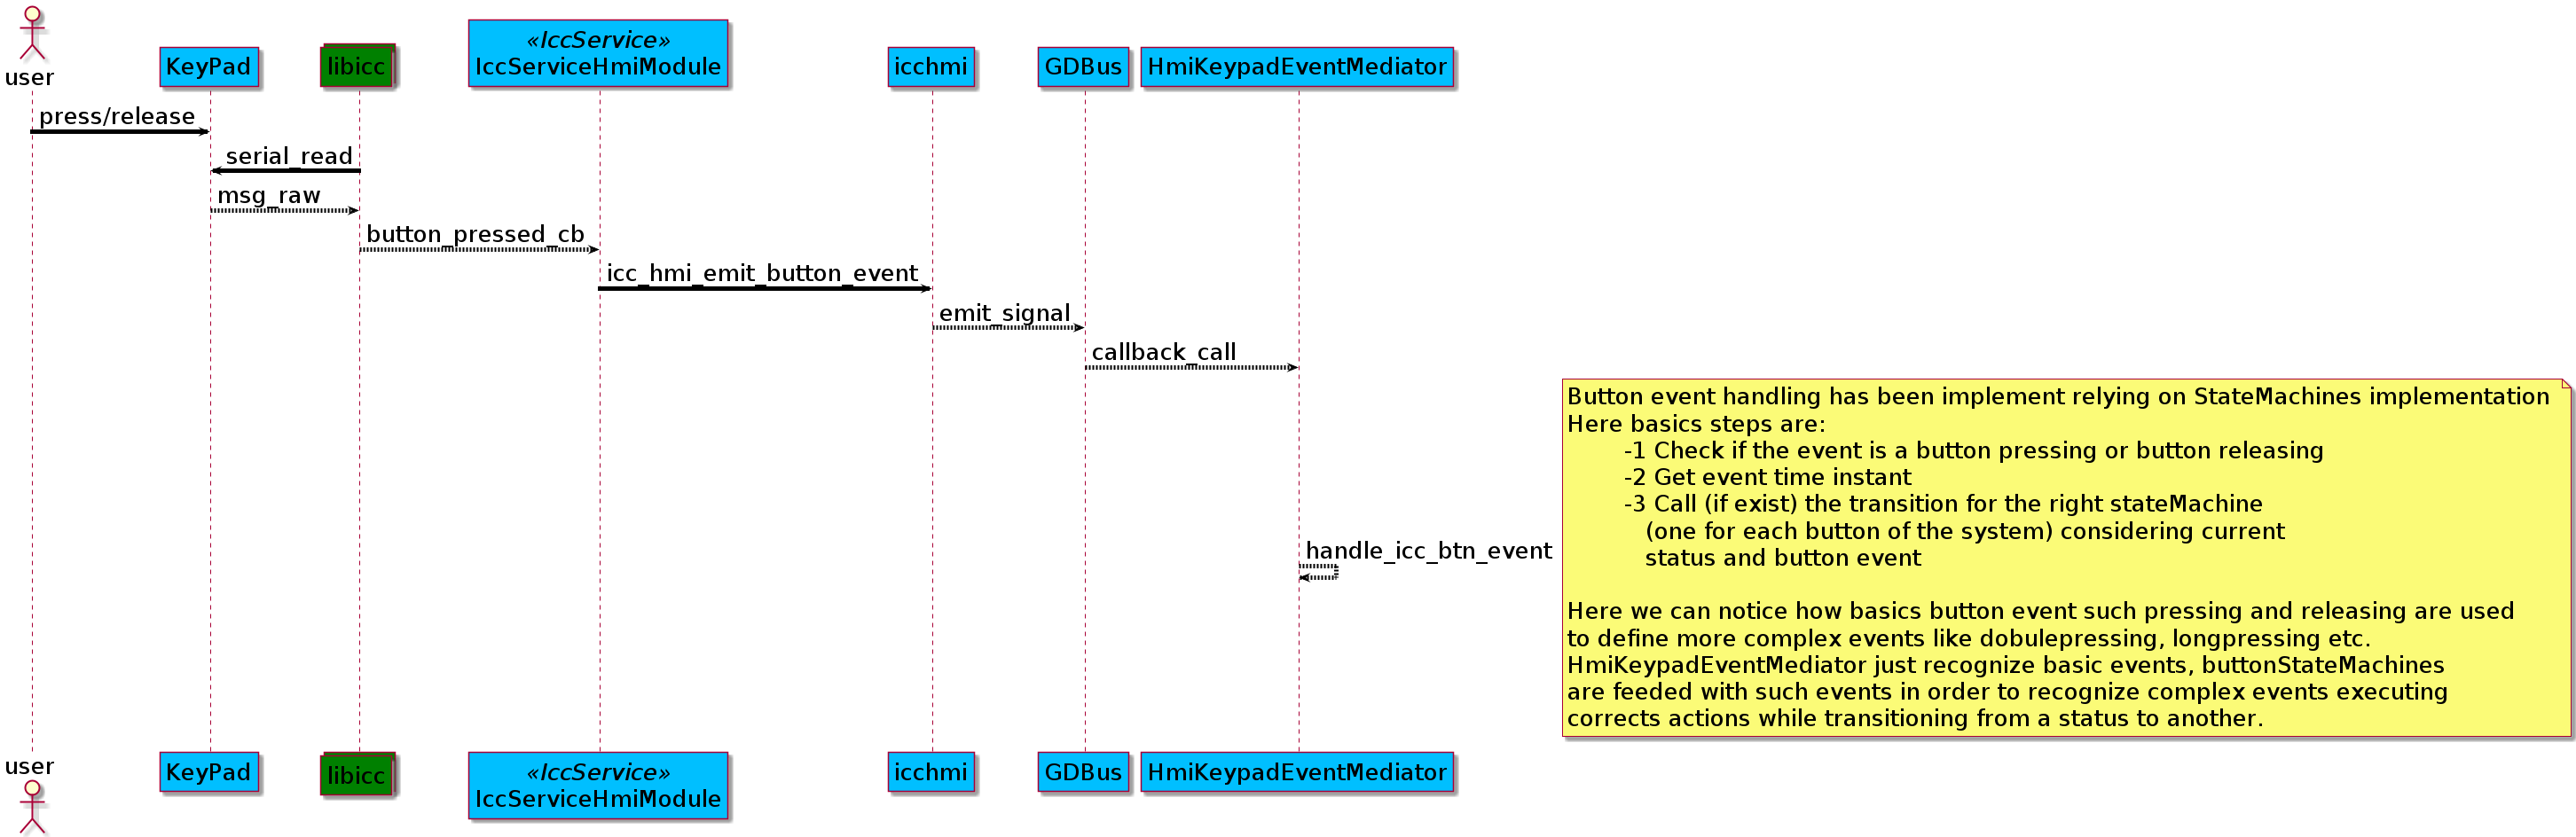 user
KeyPad
libicc
«IccService»
IccServiceHmiModule
icchmi
GDBus
HmiKeypadEventMediator
press/release
serial_read
msg_raw
button_pressed_cb
icc_hmi_emit_button_event
emit_signal
callback_call
handle_icc_btn_event
Button event handling has been implement relying on StateMachines implementation
Here basics steps are:
-1 Check if the event is a button pressing or button releasing
-2 Get event time instant
-3 Call (if exist) the transition for the right stateMachine
(one for each button of the system) considering current
status and button event
Here we can notice how basics button event such pressing and releasing are used
to define more complex events like dobulepressing, longpressing etc.
HmiKeypadEventMediator just recognize basic events, buttonStateMachines
are feeded with such events in order to recognize complex events executing
corrects actions while transitioning from a status to another.
user
KeyPad
libicc
«IccService»
IccServiceHmiModule
icchmi
GDBus
HmiKeypadEventMediator